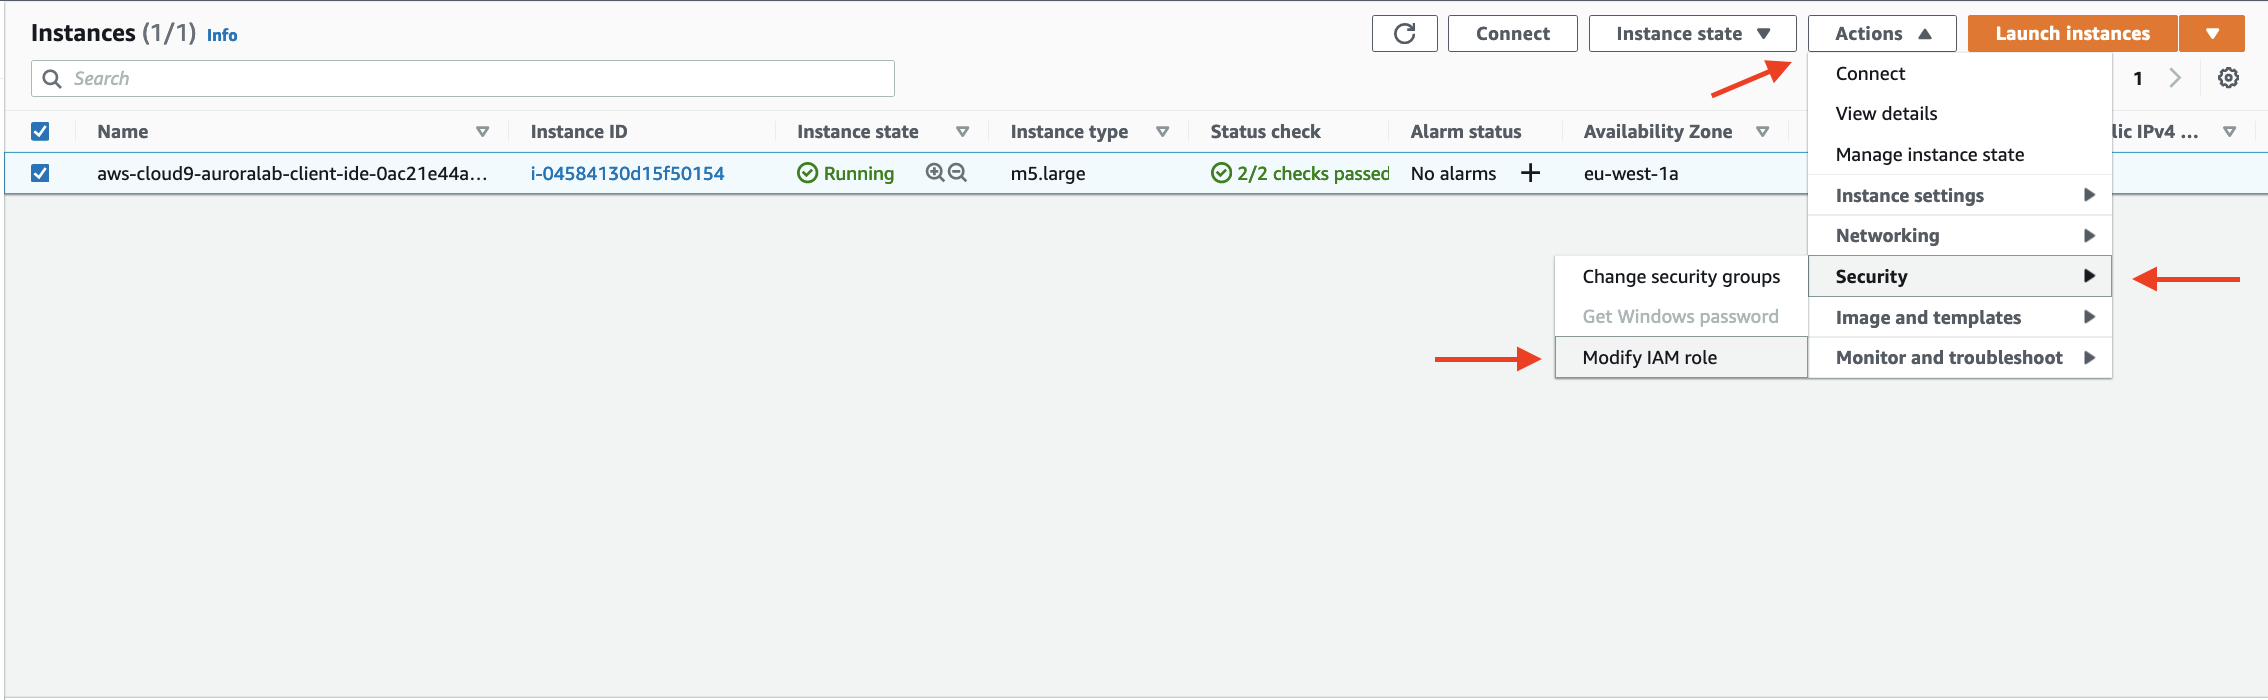 Instances (1/1) Info
Connect
Instance state
Actions
Launch instances
Search
Connect
1
View details
Name
Instance ID
Instance state
Instance type
Status check
Alarm status
Availability Zone
lic IPv4 ...
Manage instance state
aws-cloud9-auroralab-client-ide-0ac21e44a...
i-04584130d15f50154
Running
m5.large
2/2 checks passed
No alarms
eu-west-1a
Instance settings
Networking
Security
Change security groups
Get Windows password
Modify IAM role
Image and templates
Monitor and troubleshoot